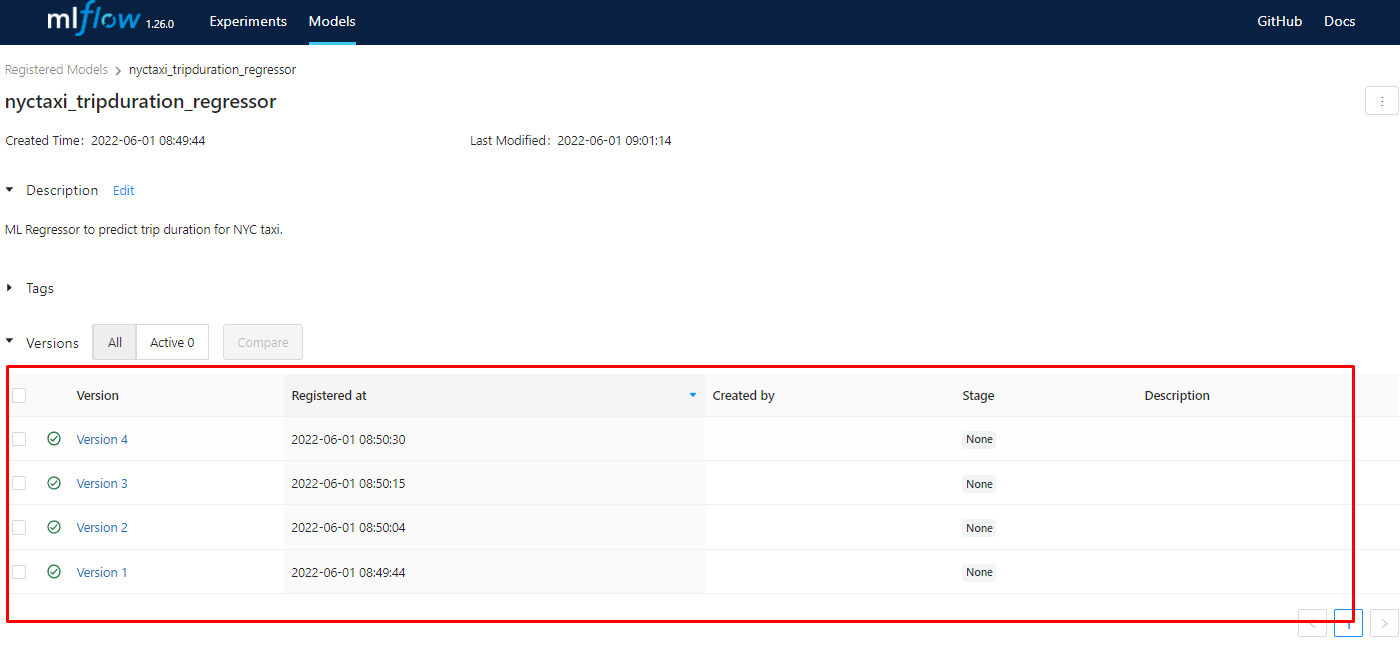 mlflow 1.26.0 Experiments Models GitHub Docs
Registered Models > nyctaxi_tripduration_regressor
nyctaxi_tripduration_regressor
Created Time: 2022-06-01 08:49:44 Last Modified: 2022-06-01 09:01:14
Description Edit
ML Regressor to predict trip duration for NYC taxi.
Tags
Versions All Active 0 Compare
Version Registered at Created by Stage Description
Version 4 2022-06-01 08:50:30 None
Version 3 2022-06-01 08:50:15 None
Version 2 2022-06-01 08:50:04 None
Version 1 2022-06-01 08:49:44 None
< 1 >